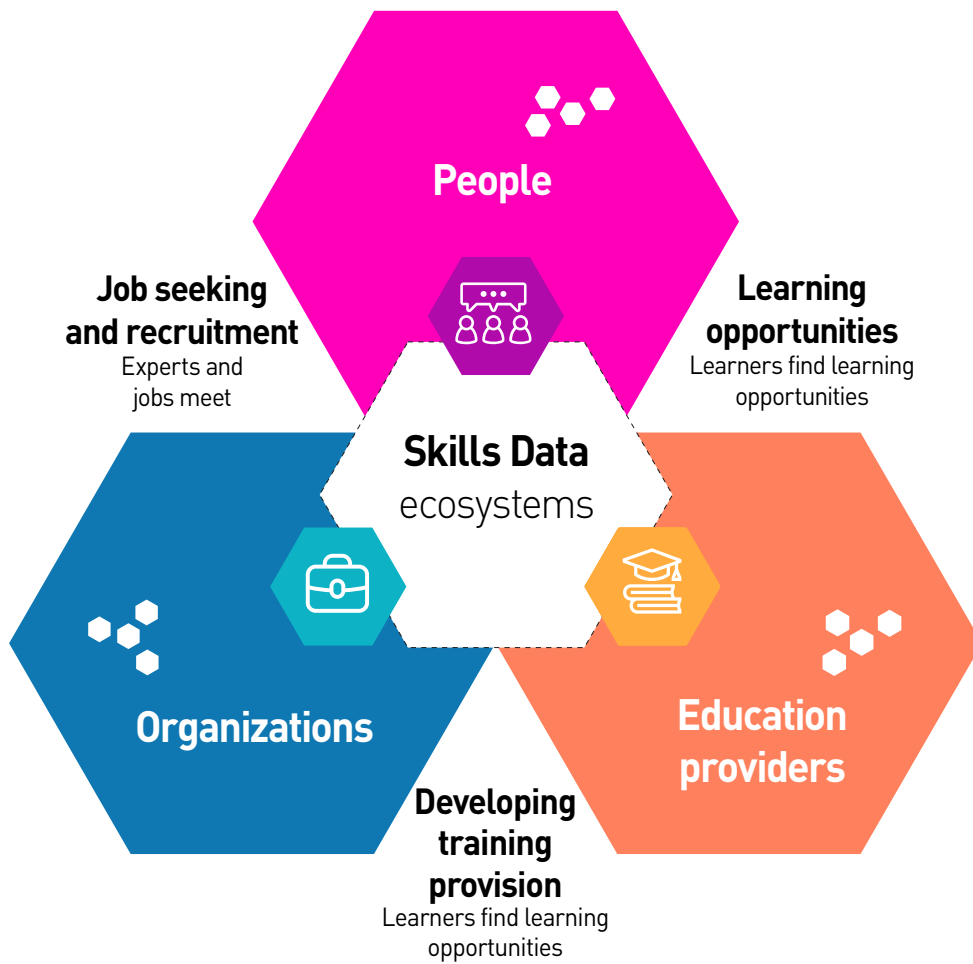 People
Job seeking
and recruitment
Experts and
jobs meet
Learning
opportunities
Learners find learning
opportunities
Skills Data
ecosystems
Organizations
Education
providers
Developing
training
provision
Learners find learning
opportunities